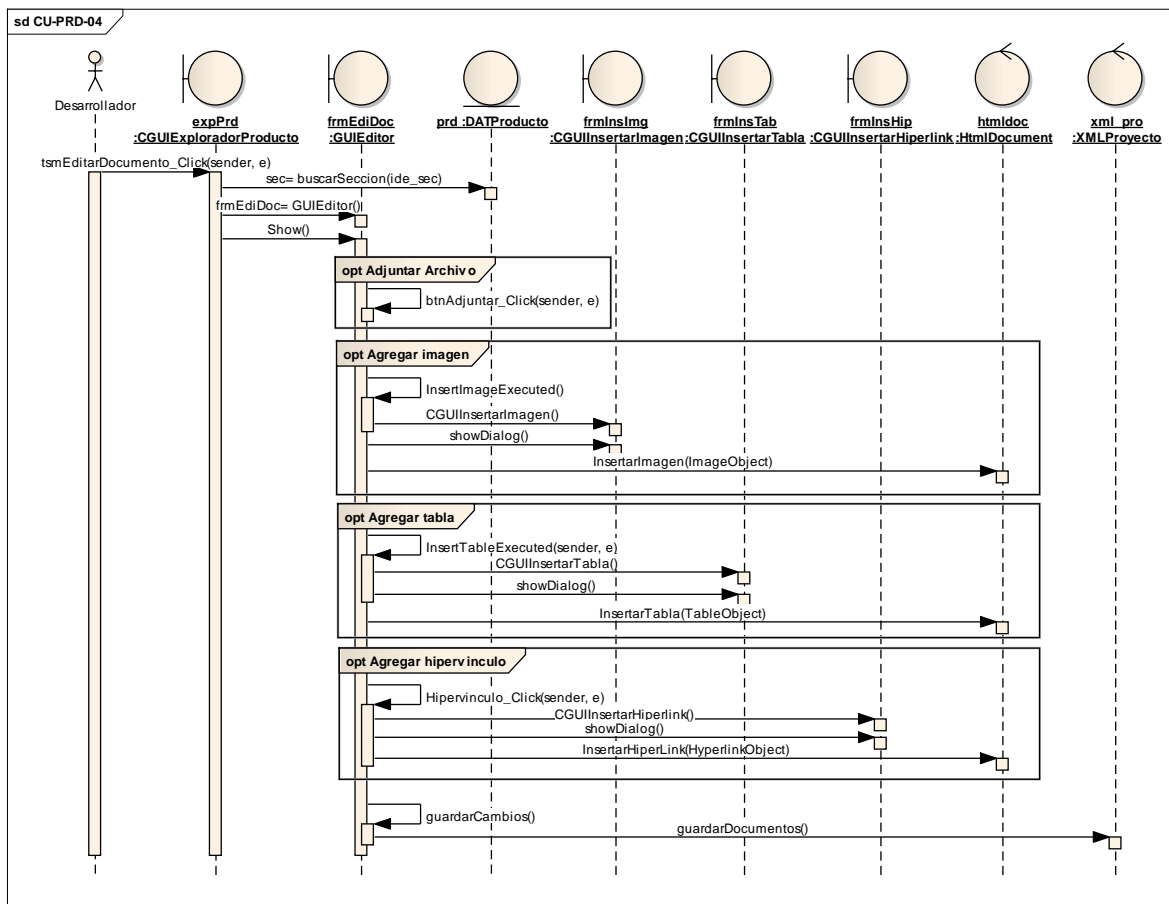 sd CU-PRD-04
Desarrollador
expPrd
:CGUIExploradorProducto
frmEdiDoc
:GUIEditor
prd :DATProducto
frmInsImg
:CGUIInsertarImagen
frmInsTab
:CGUIInsertarTabla
frmInsHip
:CGUIInsertarHiperlink
htmldoc
:HtmlDocument
xml_pro
:XMLProyecto
tsmEditarDocumento_Click(sender, e)
sec= buscarSeccion(ide_sec)
frmEdiDoc= GUIEditor()
Show()
opt Adjuntar Archivo
btnAdjuntar_Click(sender, e)
opt Agregar imagen
InsertImageExecuted()
CGUIInsertarImagen()
showDialog()
InsertarImagen(ImageObject)
opt Agregar tabla
InsertTableExecuted(sender, e)
CGUIInsertarTabla()
showDialog()
InsertarTabla(TableObject)
opt Agregar hipervinculo
Hipervinculo_Click(sender, e)
CGUIInsertarHiperlink()
showDialog()
InsertarHiperLink(HyperlinkObject)
guardarCambios()
guardarDocumentos()